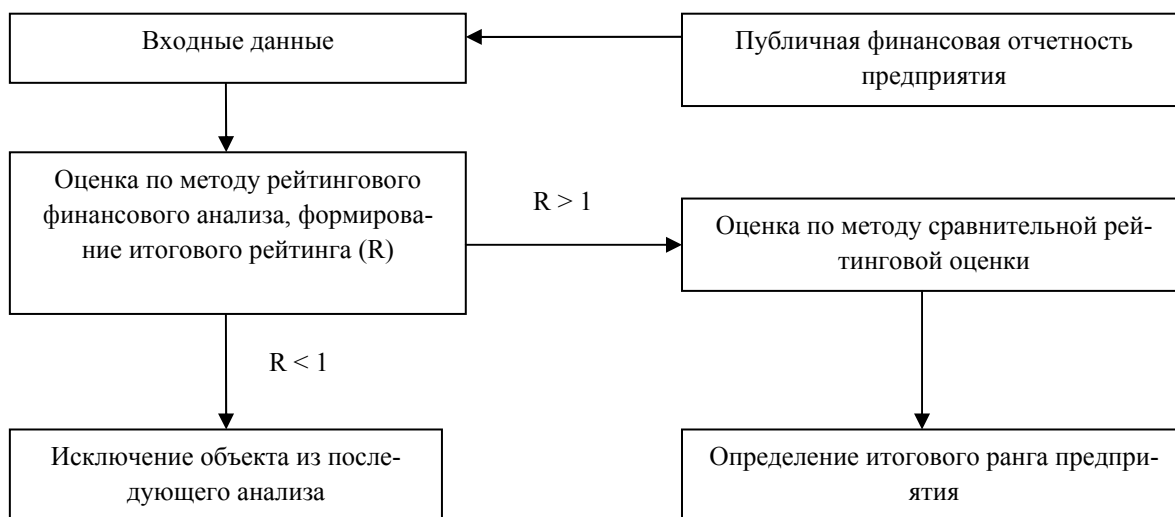 Входные данные
Публичная финансовая отчетность
предприятия
Оценка по методу рейтингового
финансового анализа, формирова-
ние итогового рейтинга (R)
R > 1
Оценка по методу сравнительной рей-
тинговой оценки
R < 1
Исключение объекта из после-
дующего анализа
Определение итогового ранга предпри-
ятия